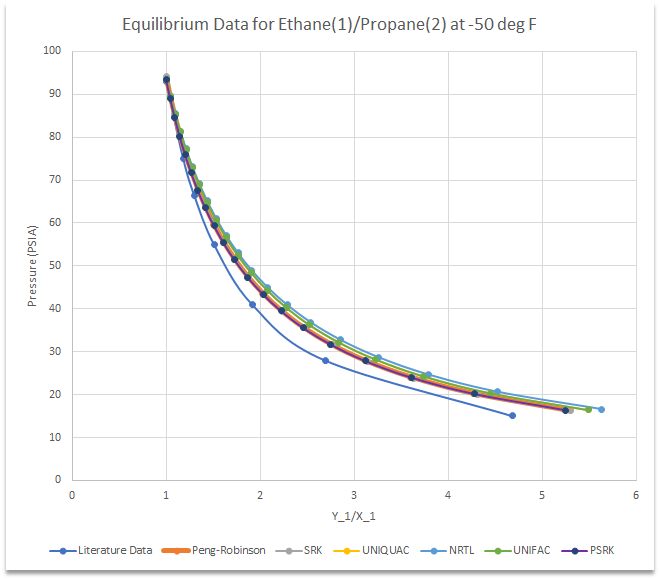 Equilibrium Data for Ethane(1)/Propane(2) at -50 deg F
100
90
80
70
60
50
40
30
20
10
0
Pressure (PSIA)
0 1 2 3 4 5 6
Y_1/X_1
Literature Data Peng-Robinson SRK UNIQUAC NRTL UNIFAC PSRK